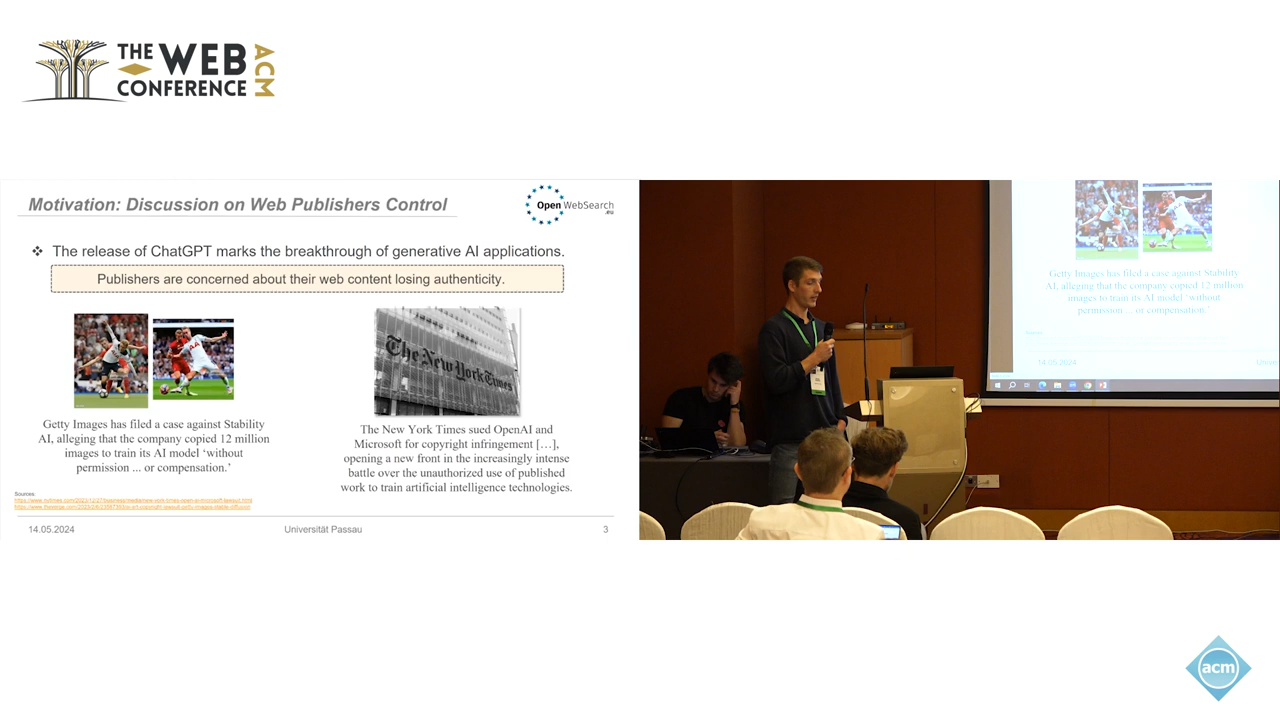 THE WEB
CONFERENCE
ACM
Motivation: Discussion on Web Publishers Control
Open WebSearch
.eu
❖ The release of ChatGPT marks the breakthrough of generative AI applications.
Publishers are concerned about their web content losing authenticity.
The New York Times
Getty Images has filed a case against Stability
AI, alleging that the company copied 12 million
images to train its AI model ‘without
permission ... or compensation.’
The New York Times sued OpenAI and
Microsoft for copyright infringement […],
opening a new front in the increasingly intense
battle over the unauthorized use of published
work to train artificial intelligence technologies.
Sources:
14.05.2024
Universität Passau
3
Getty Images has filed a case against Stability
AI, alleging that the company copied 12 million
images to train its AI model ‘without
permission ... or compensation.’
14.05.2024
Unive
acm